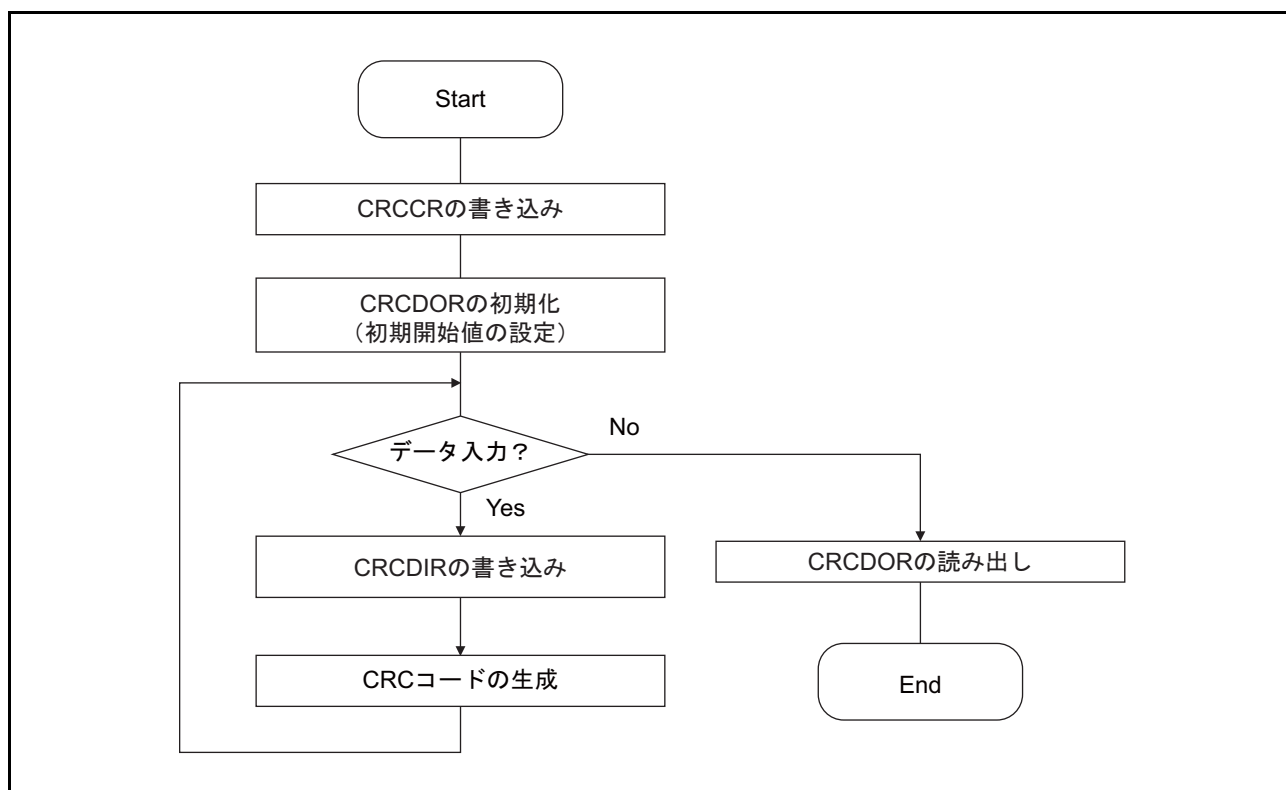 Start
CRCCRの書き込み
CRCDORの初期化
（初期開始値の設定）
データ入力？
No
Yes
CRCDIRの書き込み
CRCDORの読み出し
CRCコードの生成
End